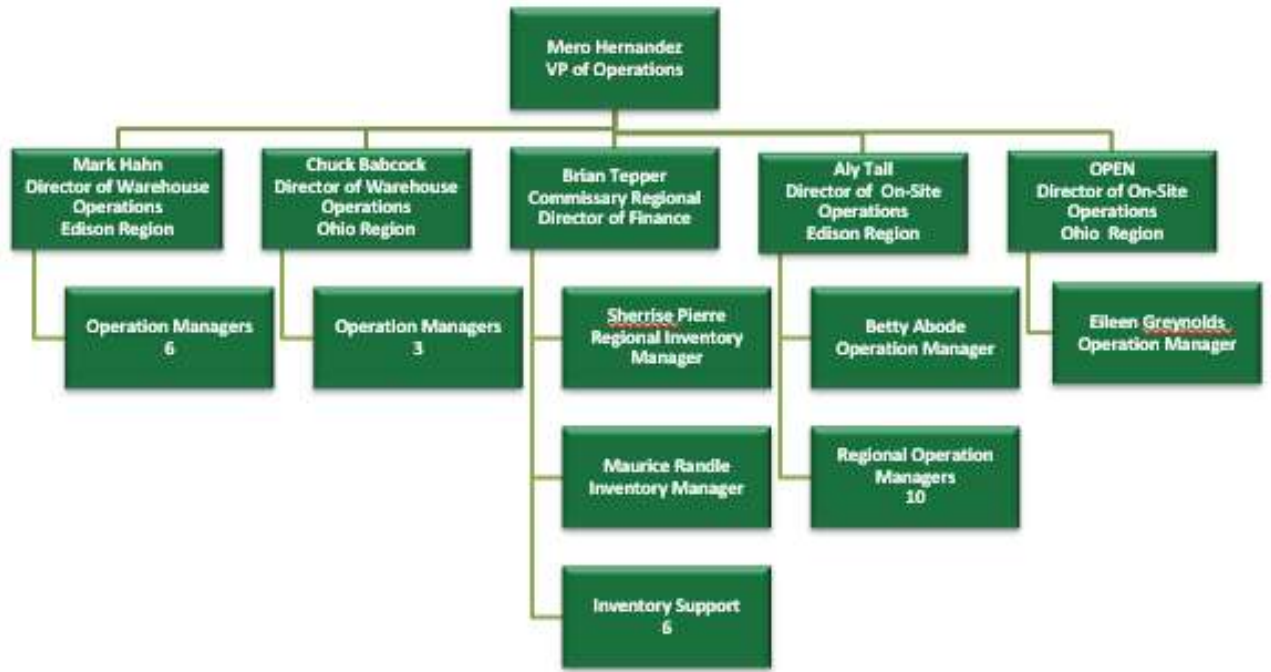 Mero Hernandez
VP of Operations
Mark Hahn
Director of Warehouse
Operations
Edison Region
Chuck Babcock
Director of Warehouse
Operations
Ohio Region
Brian Tepper
Commissary Regional
Director of Finance
Aly Tall
Director of On-Site
Operations
Edison Region
OPEN
Director of On-Site
Operations
Ohio Region
Operation Managers
6
Operation Managers
3
Sherrise Pierre
Regional Inventory
Manager
Betty Abode
Operation Manager
Eileen Greynolds
Operation Manager
Maurice Randle
Inventory Manager
Regional Operation
Managers
10
Inventory Support
6